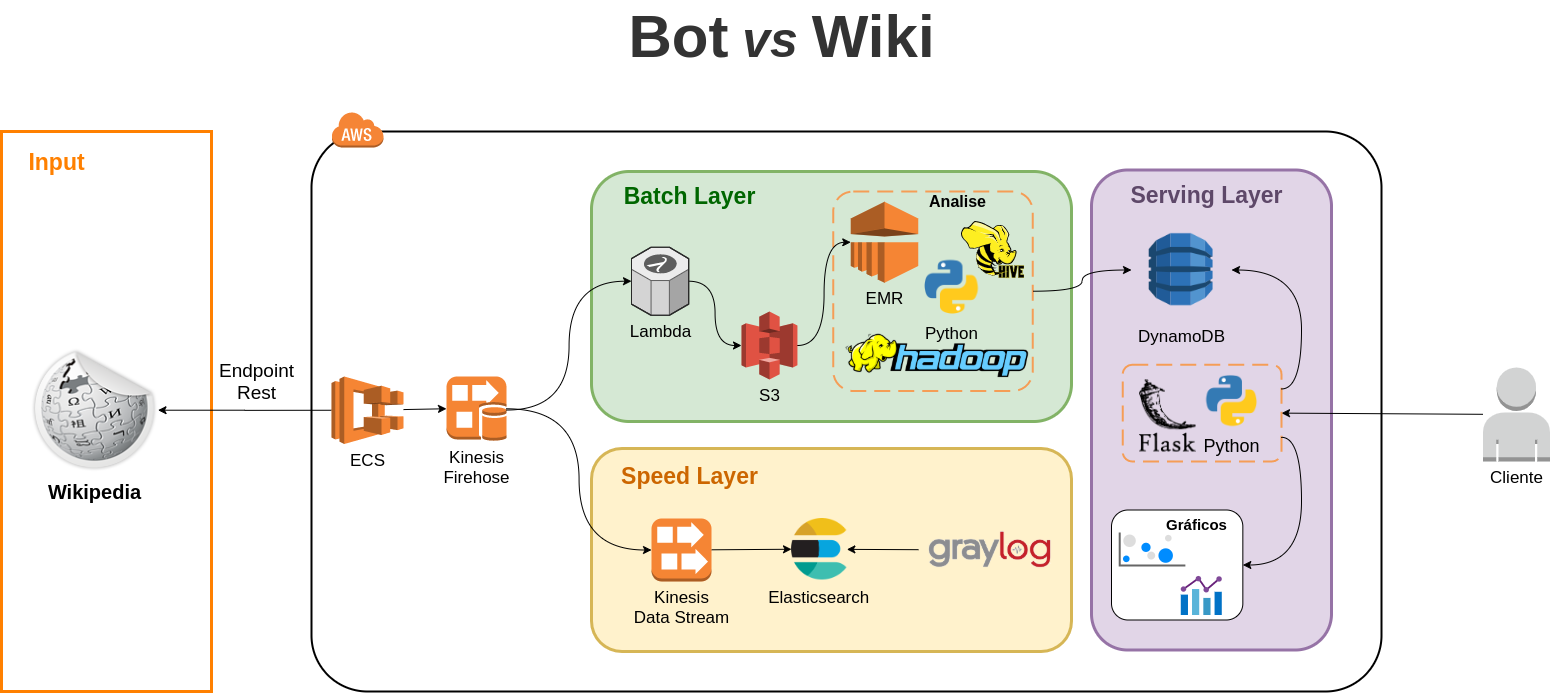 Bot vs Wiki
AWS
Input
Endpoint
Rest
Wikipedia
ECS
Kinesis
Firehose
Batch Layer
Lambda
S3
Analise
EMR
HIVE
Python
hadoop
Speed Layer
Kinesis
Data Stream
Elasticsearch
graylog
Serving Layer
DynamoDB
Flask
Python
Gráficos
Cliente